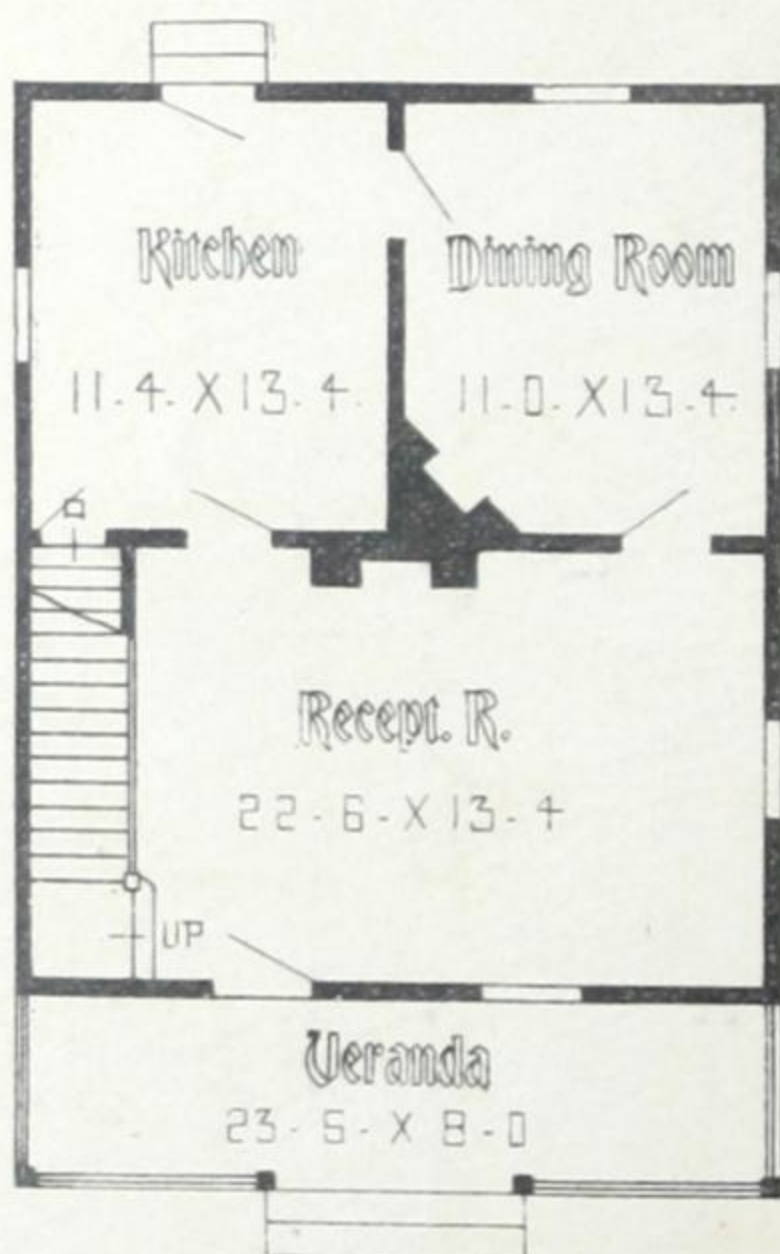 Kitchen
11-4- X 13-4-
Dining Room
11-0- X 13-4-
D
Recept. R.
22-6-X 13-4
UP
Veranda
23-6-X 8-0